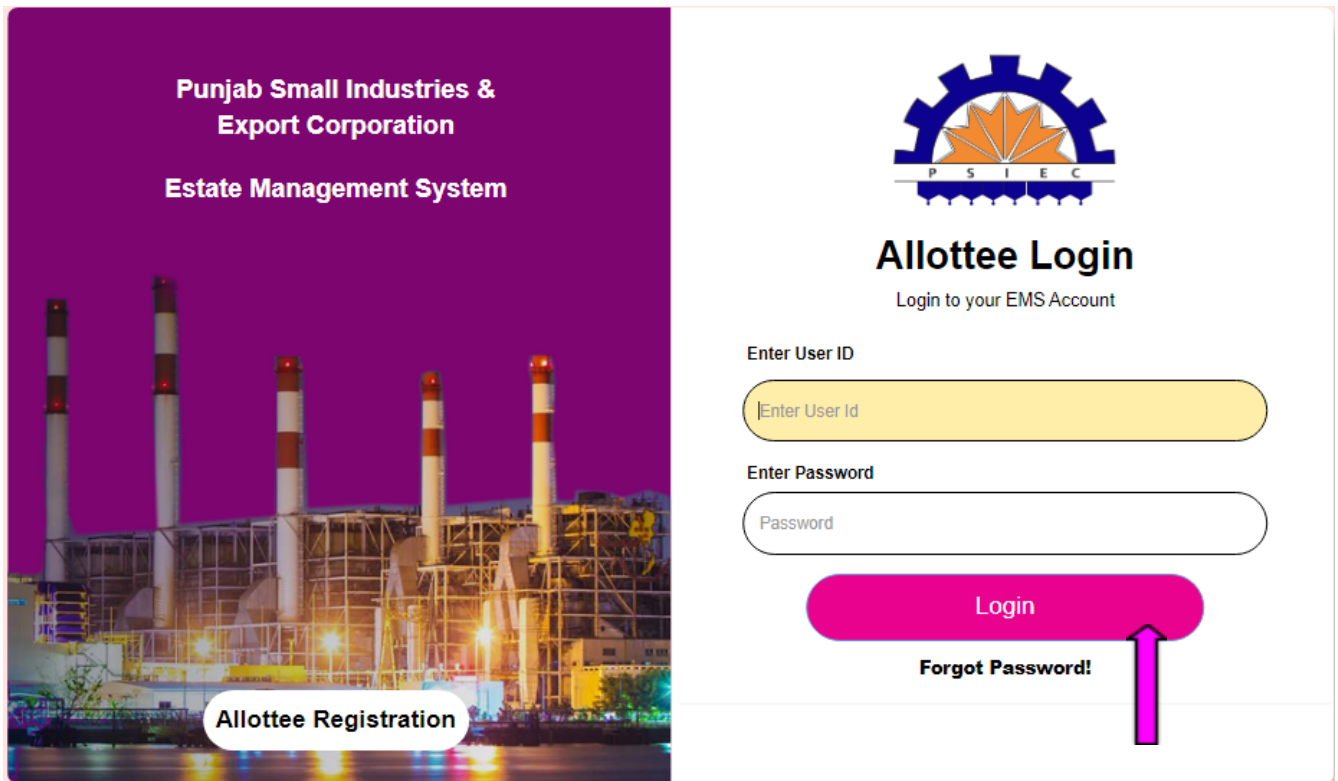 Punjab Small Industries &
Export Corporation
Estate Management System
Allottee Registration
P S I E C
Allottee Login
Login to your EMS Account
Enter User ID
Enter User Id
Enter Password
Password
Login
Forgot Password!